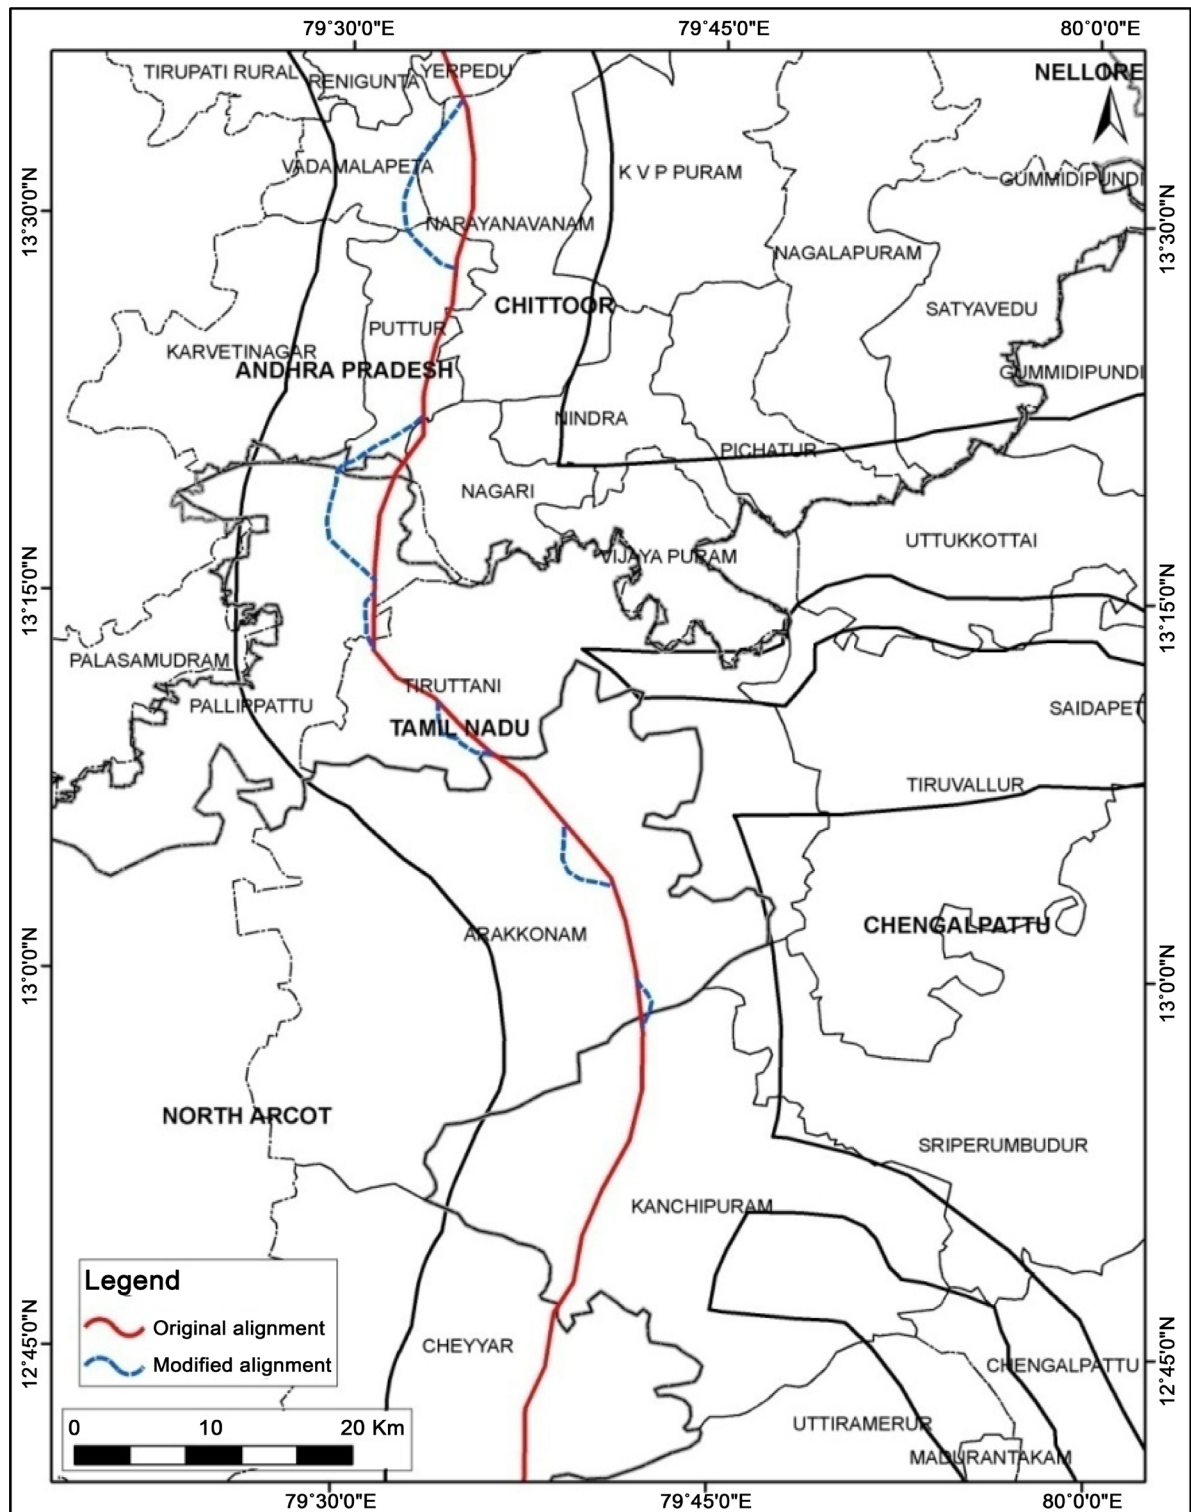 79°30'0"E
79°45'0"E
80°0'0"E
TIRUPATI RURAL
RENIGUNTA
YERPEDU
NELLORE
VADAMALAPETA
K V P PURAM
GUMMIDIPUNDI
13°30'0"N
13°30'0"N
NARAYANAVANAM
NAGALAPURAM
CHITTOOR
SATYAVEDU
PUTTUR
KARVETINAGAR
ANDHRA PRADESH
GUMMIDIPUNDI
NINDRA
PICHATUR
NAGARI
UTTUKKOTTAI
VIJAYA PURAM
13°15'0"N
13°15'0"N
PALASAMUDRAM
TIRUTTANI
PALLIPPATTU
SAIDAPET
TAMIL NADU
TIRUVALLUR
CHENGALPATTU
ARAKKONAM
13°0'0"N
13°0'0"N
NORTH ARCOT
SRIPERUMBUDUR
KANCHIPURAM
Legend
Original alignment
Modified alignment
CHEYYAR
12°45'0"N
CHENGALPATTU
12°45'0"N
0 10 20 Km
UTTIRAMERUR
MADURANTAKAM
79°30'0"E
79°45'0"E
80°0'0"E